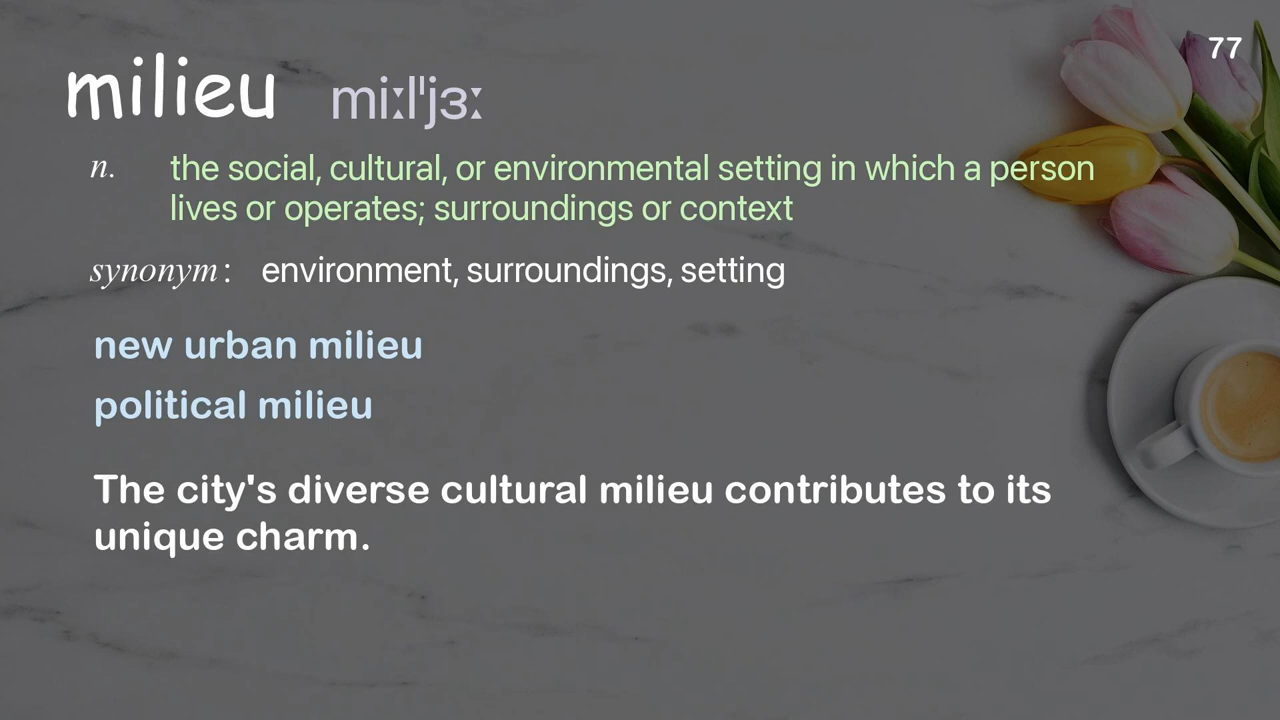 77
milieu miːlˈjɜː
n. the social, cultural, or environmental setting in which a person
lives or operates; surroundings or context
synonym: environment, surroundings, setting
new urban milieu
political milieu
The city's diverse cultural milieu contributes to its
unique charm.